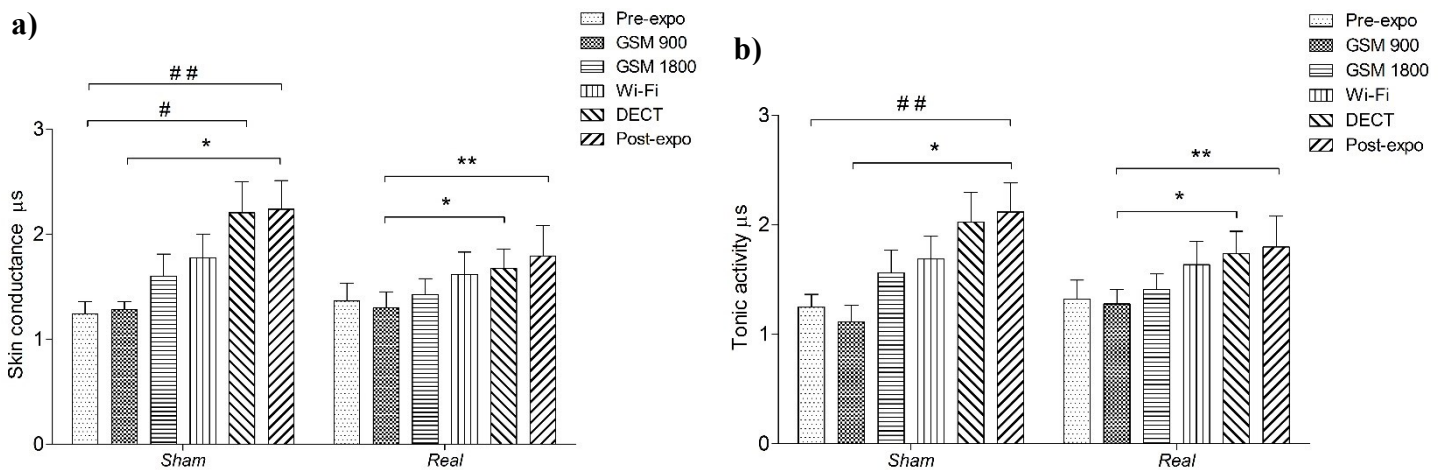 a)
Pre-expo
GSM 900
GSM 1800
Wi-Fi
DECT
Post-expo
# #
#
*
**
*
3
2
1
0
Skin conductance µs
Sham
Real
b)
Pre-expo
GSM 900
GSM 1800
Wi-Fi
DECT
Post-expo
# #
*
**
*
3
2
1
0
Tonic activity µs
Sham
Real